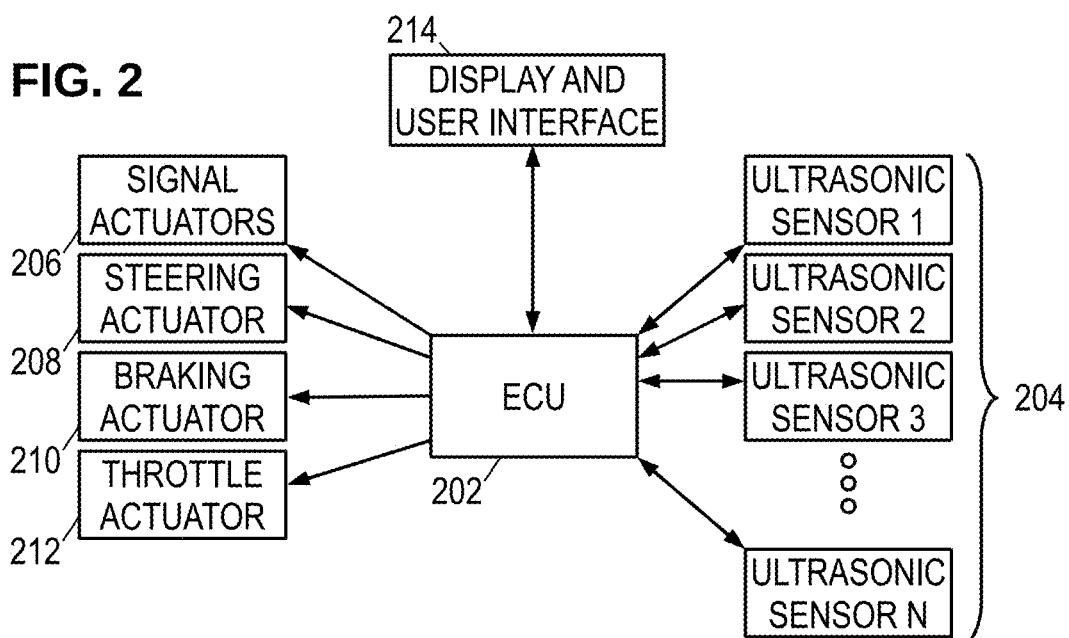 FIG. 2
214
DISPLAY AND
USER INTERFACE
SIGNAL
ACTUATORS
206
STEERING
ACTUATOR
208
BRAKING
ACTUATOR
210
THROTTLE
ACTUATOR
212
ECU
202
ULTRASONIC
SENSOR 1
ULTRASONIC
SENSOR 2
ULTRASONIC
SENSOR 3
ULTRASONIC
SENSOR N
204